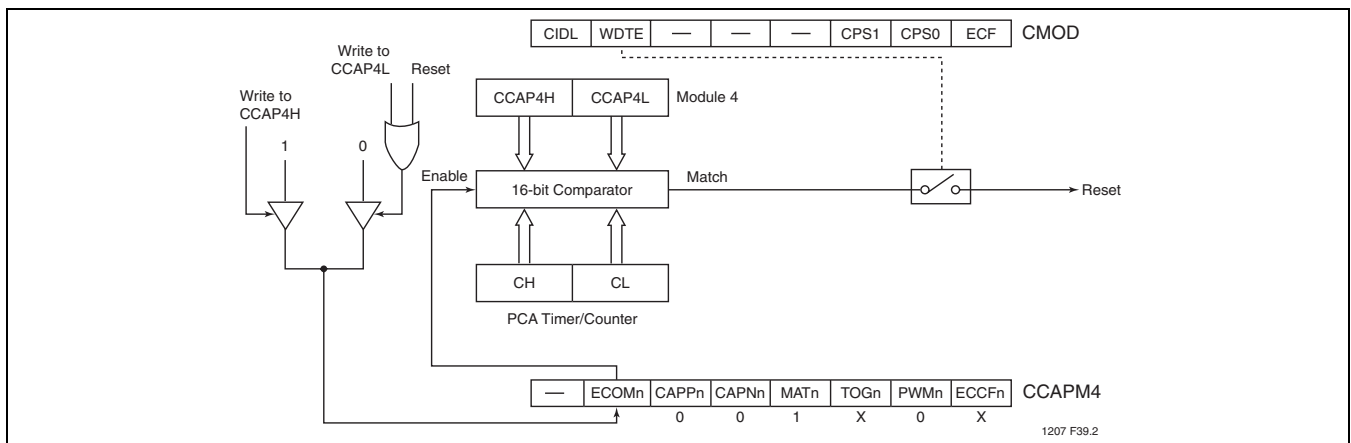 CIDL WDTE — — — CPS1 CPS0 ECF CMOD
Write to
CCAP4L Reset
Write to
CCAP4H
CCAP4H CCAP4L Module 4
1 0
Enable 16-bit Comparator Match Reset
CH CL
PCA Timer/Counter
— ECOMn CAPPn CAPNn MATn TOGn PWMn ECCFn CCAPM4
0 0 1 X 0 X
1207 F39.2